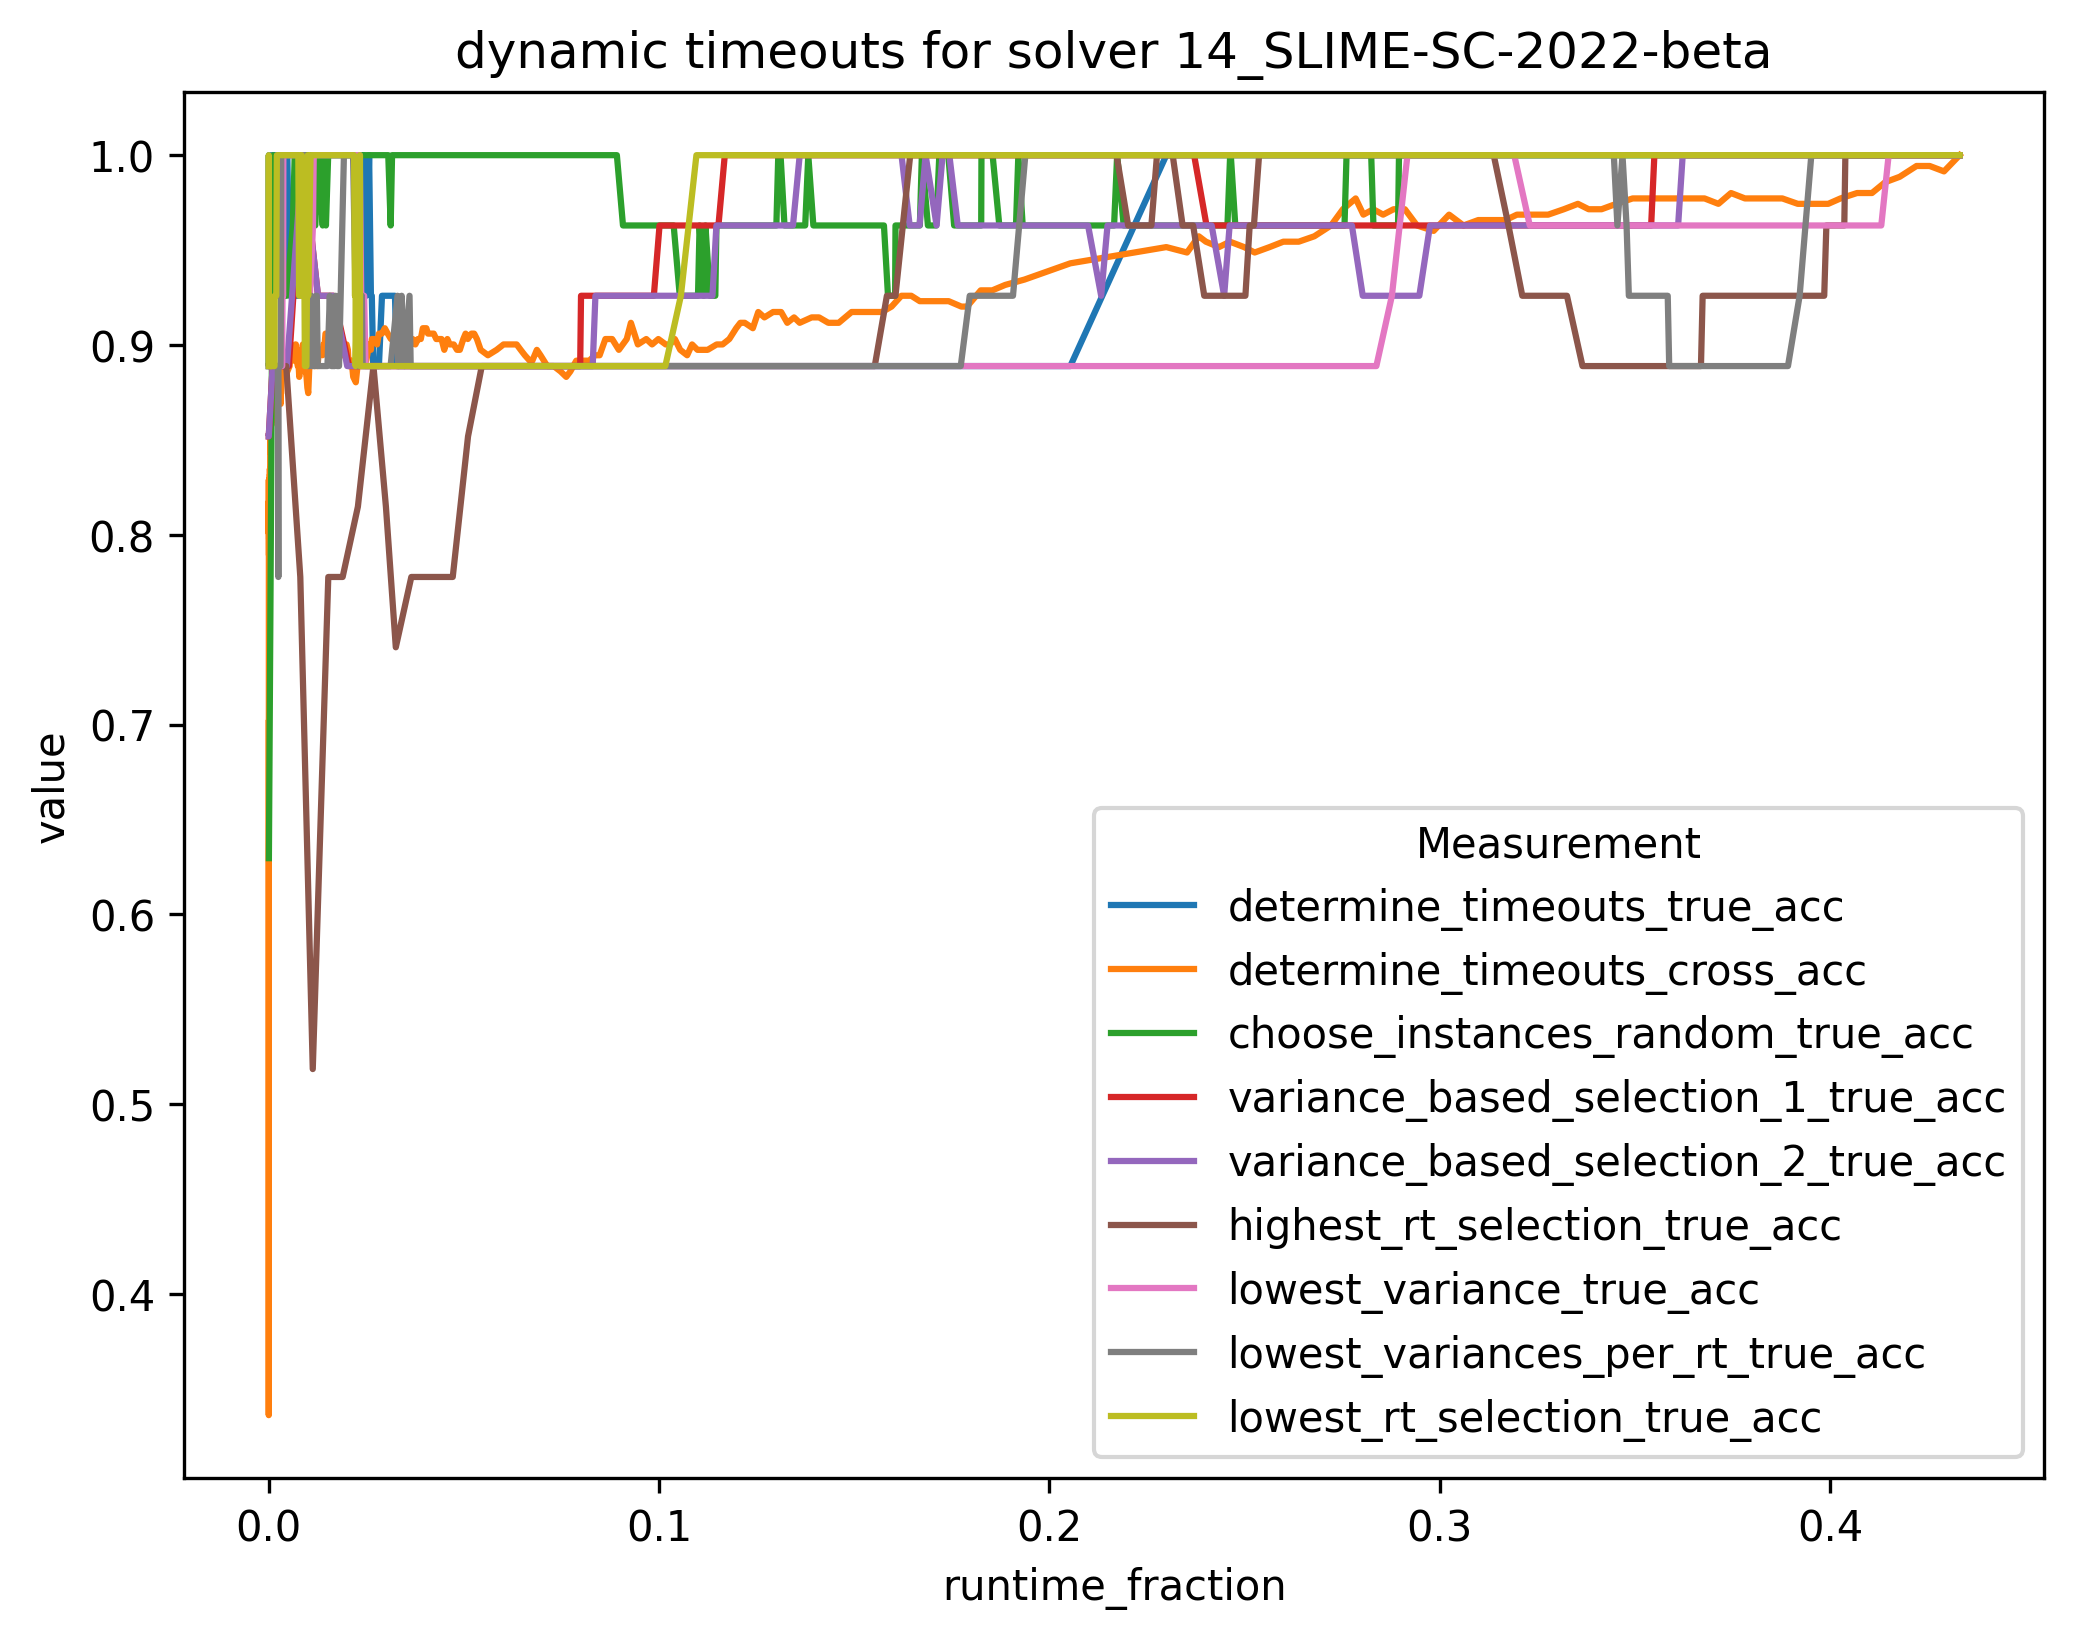 dynamic timeouts for solver 14_SLIME-SC-2022-beta
1.0
0.9
0.8
0.7
0.6
0.5
0.4
value
Measurement
determine_timeouts_true_acc
determine_timeouts_cross_acc
choose_instances_random_true_acc
variance_based_selection_1_true_acc
variance_based_selection_2_true_acc
highest_rt_selection_true_acc
lowest_variance_true_acc
lowest_variances_per_rt_true_acc
lowest_rt_selection_true_acc
0.0 0.1 0.2 0.3 0.4
runtime_fraction